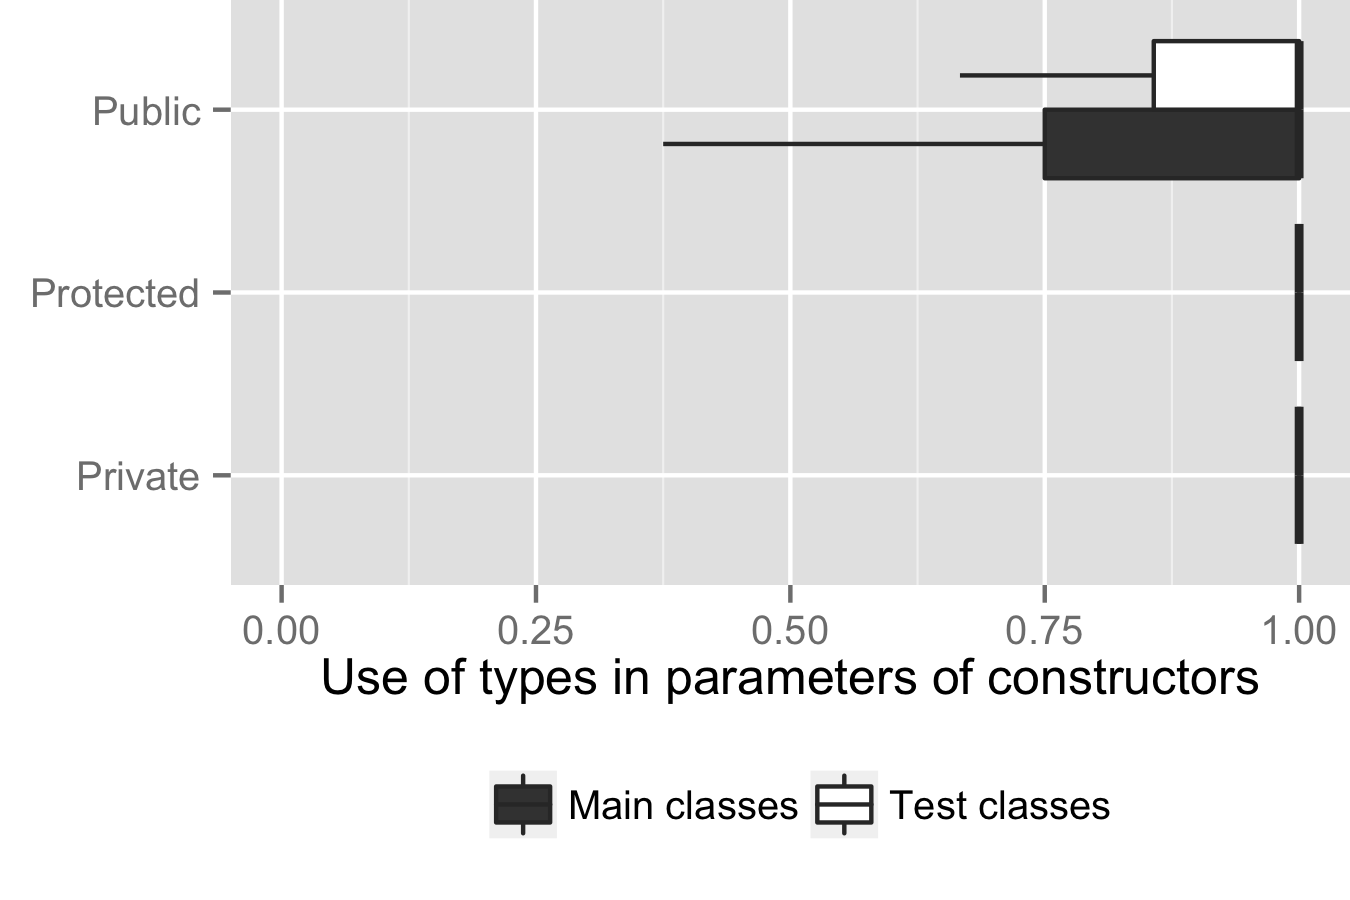 Public
Protected
Private
0.00 0.25 0.50 0.75 1.00
Use of types in parameters of constructors
Main classes Test classes